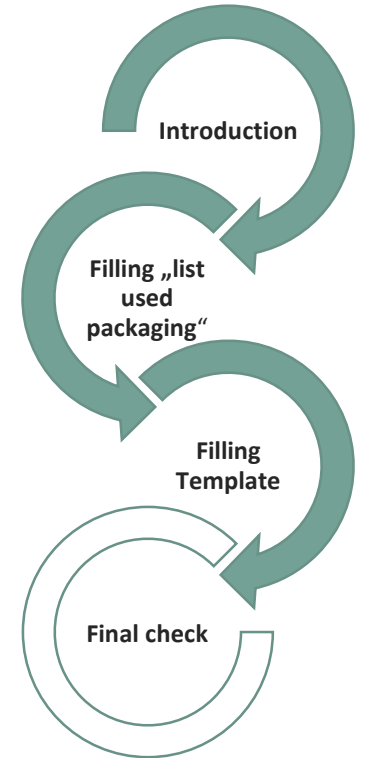 Introduction
Filling „list
used
packaging“
Filling
Template
Final check